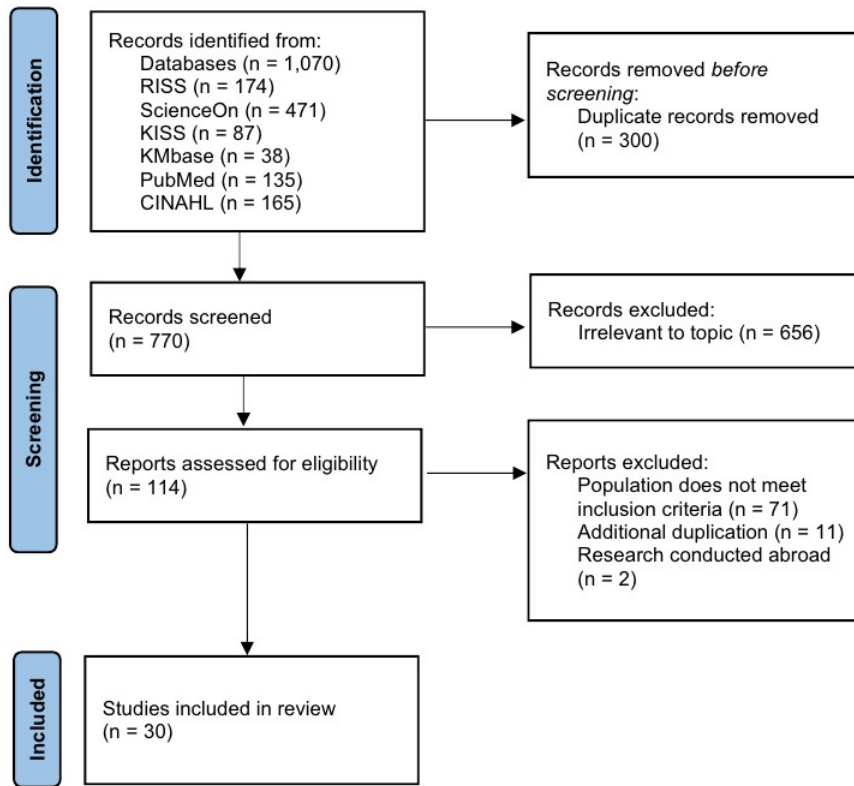 Identification
Records identified from:
Databases (n = 1,070)
RISS (n = 174)
ScienceOn (n = 471)
KISS (n = 87)
KMbase (n = 38)
PubMed (n = 135)
CINAHL (n = 165)
Records removed before
screening:
Duplicate records removed
(n = 300)
Screening
Records screened
(n = 770)
Records excluded:
Irrelevant to topic (n = 656)
Reports assessed for eligibility
(n = 114)
Reports excluded:
Population does not meet
inclusion criteria (n = 71)
Additional duplication (n = 11)
Research conducted abroad
(n = 2)
Included
Studies included in review
(n = 30)